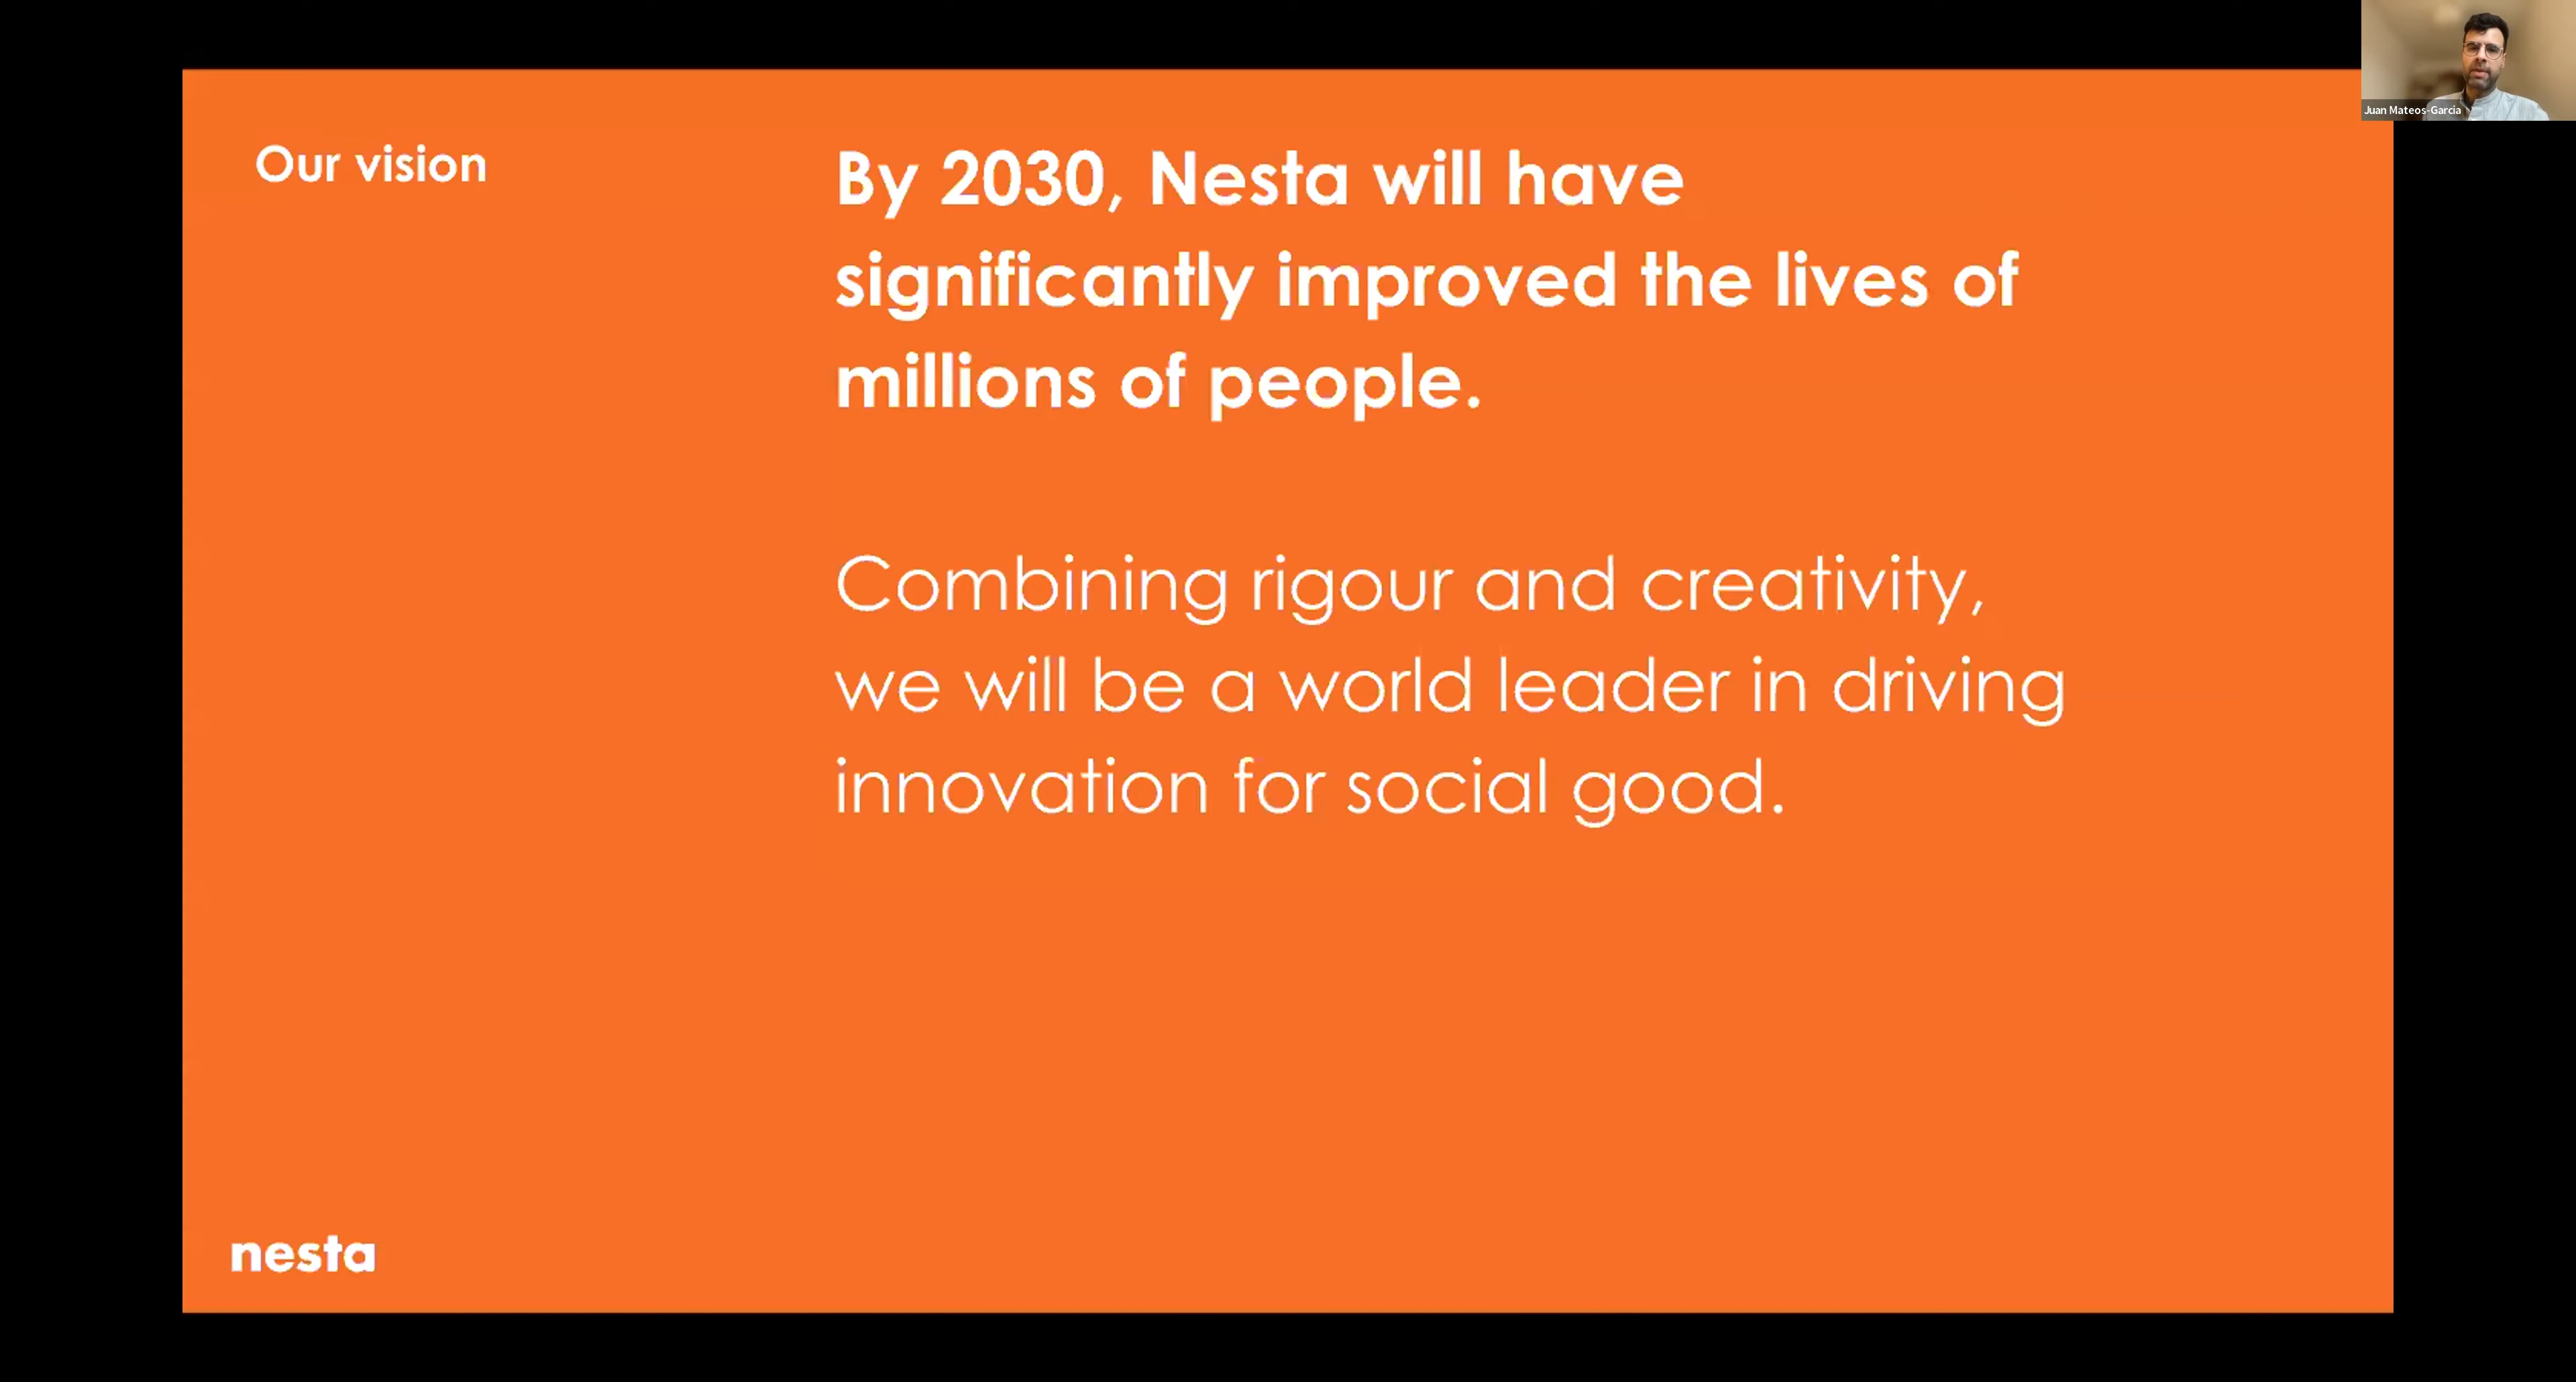 Our vision
By 2030, Nesta will have
significantly improved the lives of
millions of people.
Combining rigour and creativity,
we will be a world leader in driving
innovation for social good.
nesta
Juan Mateos-Garcia